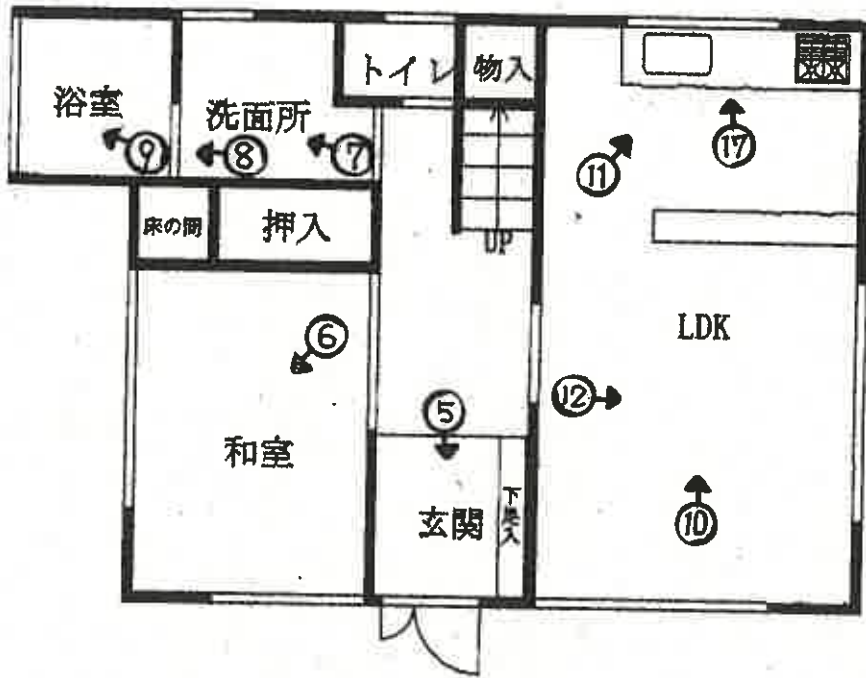 トイレ
物入
浴室
洗面所
⑨
⑧
⑦
⑪
⑰
床の間
押入
UP
LDK
⑥
⑫
⑤
和室
下足入
玄関
⑩